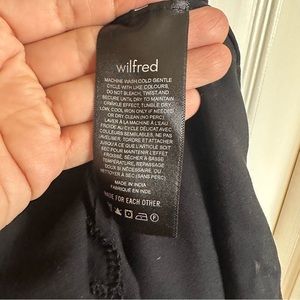 wilfred
MACHINE WASH COLD GENTLE
CYCLE WITH LIKE COLOURS,
DO NOT BLEACH, TWIST AND
SECURE UNTIL DRY TO MAINTAIN
CRINKLE EFFECT, TUMBLE DRY
LOW, COOL IRON ONLY IF NEEDED
OR DRY CLEAN (NO PERC)
LAVER À LA MACHINE À L'EAU
FROIDE AU CYCLE DÉLICAT AVEC
COULEURS SEMBLABLES, NE PAS
JAVELLISER, TORDRE ET ATTACHER
JUSQU'À CE QUE L'ARTICLE SOIT
SEC POUR MAINTENIR L'EFFET
FROISSÉ, SÉCHER À BASSE
TEMPÉRATURE, REPASSAGE
DOUX SI NÉCESSAIRE OU
NETTOYER À SEC (SANS PERC)
MADE IN INDIA
FABRIQUÉ EN INDE
MADE FOR EACH OTHER